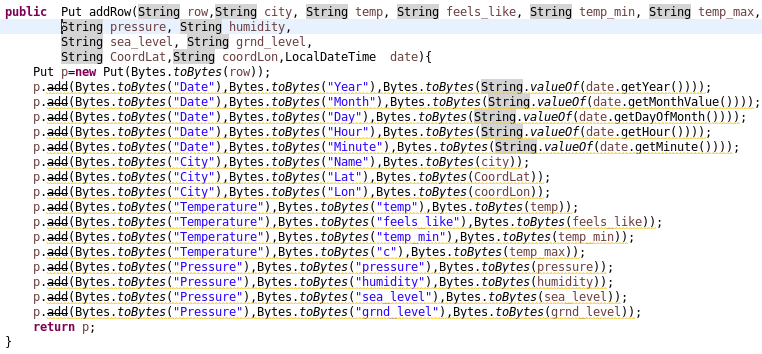 public  Put addRow(String row,String city, String temp, String feels_like, String temp_min, String temp_max,
String pressure, String humidity,
String sea_level, String grnd_level,
String CoordLat,String coordLon,LocalDateTime  date){
Put p=new Put(Bytes.toBytes(row));
p.add(Bytes.toBytes("Date"),Bytes.toBytes("Year"),Bytes.toBytes(String.valueOf(date.getYear())));
p.add(Bytes.toBytes("Date"),Bytes.toBytes("Month"),Bytes.toBytes(String.valueOf(date.getMonthValue())));
p.add(Bytes.toBytes("Date"),Bytes.toBytes("Day"),Bytes.toBytes(String.valueOf(date.getDayOfMonth())));
p.add(Bytes.toBytes("Date"),Bytes.toBytes("Hour"),Bytes.toBytes(String.valueOf(date.getHour())));
p.add(Bytes.toBytes("Date"),Bytes.toBytes("Minute"),Bytes.toBytes(String.valueOf(date.getMinute())));
p.add(Bytes.toBytes("City"),Bytes.toBytes("Name"),Bytes.toBytes(city));
p.add(Bytes.toBytes("City"),Bytes.toBytes("Lat"),Bytes.toBytes(CoordLat));
p.add(Bytes.toBytes("City"),Bytes.toBytes("Lon"),Bytes.toBytes(coordLon));
p.add(Bytes.toBytes("Temperature"),Bytes.toBytes("temp"),Bytes.toBytes(temp));
p.add(Bytes.toBytes("Temperature"),Bytes.toBytes("feels_like"),Bytes.toBytes(feels_like));
p.add(Bytes.toBytes("Temperature"),Bytes.toBytes("temp_min"),Bytes.toBytes(temp_min));
p.add(Bytes.toBytes("Temperature"),Bytes.toBytes("c"),Bytes.toBytes(temp_max));
p.add(Bytes.toBytes("Pressure"),Bytes.toBytes("pressure"),Bytes.toBytes(pressure));
p.add(Bytes.toBytes("Pressure"),Bytes.toBytes("humidity"),Bytes.toBytes(humidity));
p.add(Bytes.toBytes("Pressure"),Bytes.toBytes("sea_level"),Bytes.toBytes(sea_level));
p.add(Bytes.toBytes("Pressure"),Bytes.toBytes("grnd_level"),Bytes.toBytes(grnd_level));
return p;
}